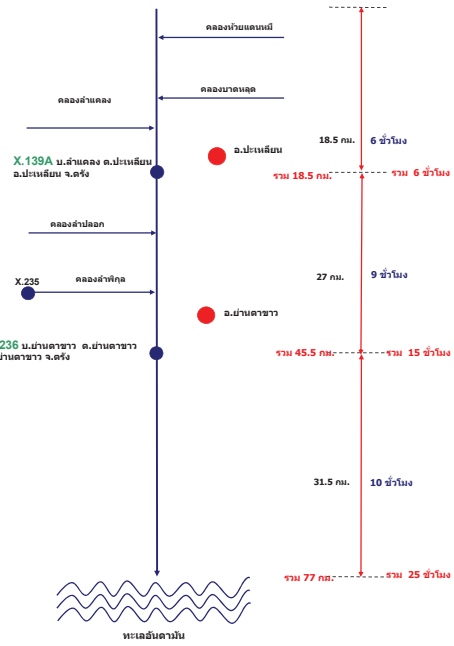 คลองห้วยแดนหมี
คลองบาดหลุด
คลองลำแคลง
18.5 กม.
6 ชั่วโมง
อ.ปะเหลียน
X.139A บ.ลำแคลง ต.ปะเหลียน
อ.ปะเหลียน จ.ตรัง
รวม 18.5 กม.
รวม 6 ชั่วโมง
คลองลำปลอก
X.235
คลองลำพิกุล
27 กม.
9 ชั่วโมง
อ.ย่านตาขาว
236 บ.ย่านตาขาว ต.ย่านตาขาว
ย่านตาขาว จ.ตรัง
รวม 45.5 กม.
รวม 15 ชั่วโมง
31.5 กม.
10 ชั่วโมง
รวม 77 กม.
รวม 25 ชั่วโมง
ทะเลอันดามัน